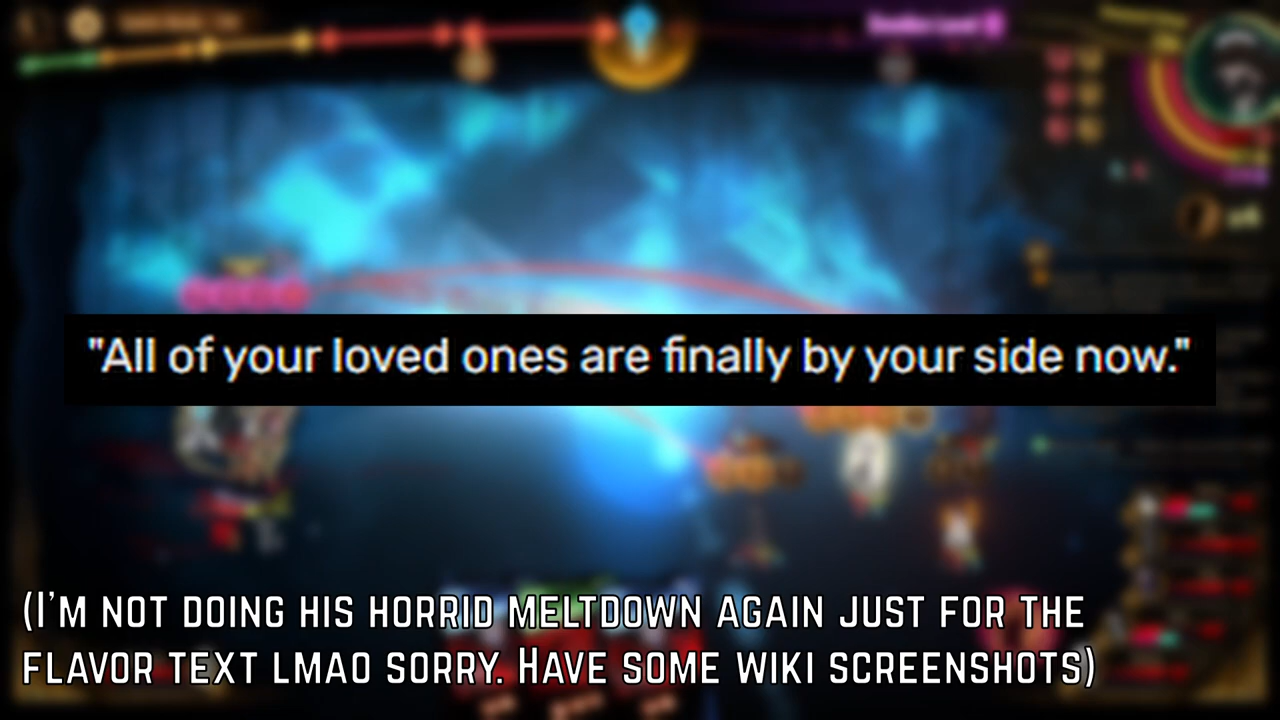 "All of your loved ones are finally by your side now."
(I'm not doing his horrid meltdown again just for the
flavor text lmao sorry. Have some wiki screenshots)